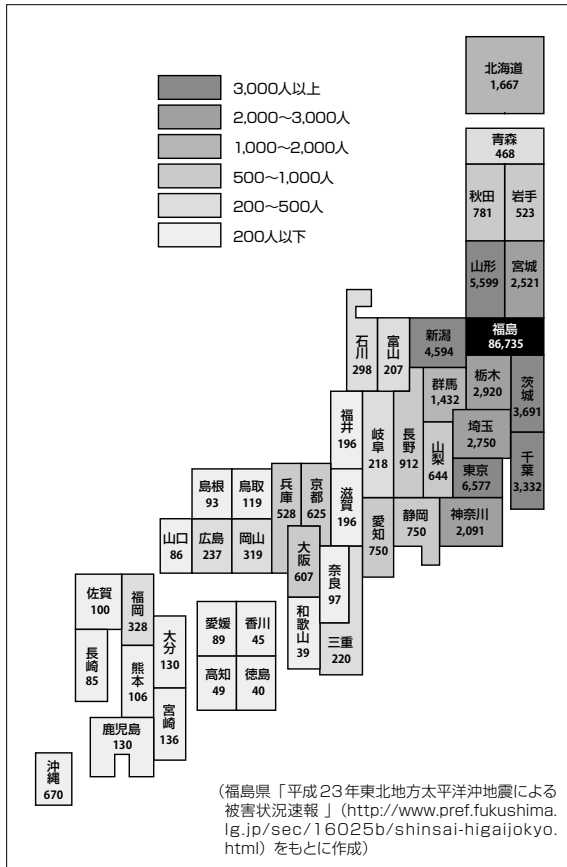 3,000人以上
2,000〜3,000人
1,000〜2,000人
500〜1,000人
200〜500人
200人以下
北海道
1,667
青森
468
秋田
781
岩手
523
山形
5,599
宮城
2,521
石川
298
富山
207
新潟
4,594
福島
86,735
群馬
1,432
栃木
2,920
茨城
3,691
福井
196
岐阜
218
長野
912
山梨
644
埼玉
2,750
東京
6,577
千葉
3,332
島根
93
鳥取
119
兵庫
528
京都
625
滋賀
196
愛知
750
静岡
750
神奈川
2,091
山口
86
広島
237
岡山
319
大阪
607
奈良
97
和歌山
39
三重
220
佐賀
100
福岡
328
大分
130
長崎
85
熊本
106
宮崎
136
鹿児島
130
沖縄
670
愛媛
89
香川
45
高知
49
徳島
40
（福島県「平成23年東北地方太平洋沖地震による
被害状況速報 」（http://www.pref.fukushima.
lg.jp/sec/16025b/shinsai-higaijokyo.
html）をもとに作成）